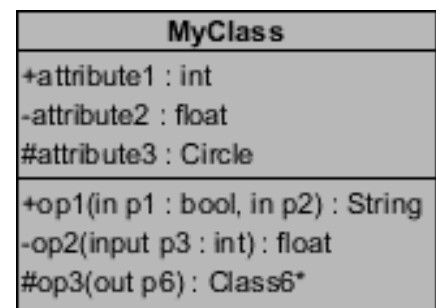 MyClass
+attribute1 : int
-attribute2 : float
#attribute3 : Circle
+op1(in p1 : bool, in p2) : String
-op2(input p3 : int) : float
#op3(out p6) : Class6*